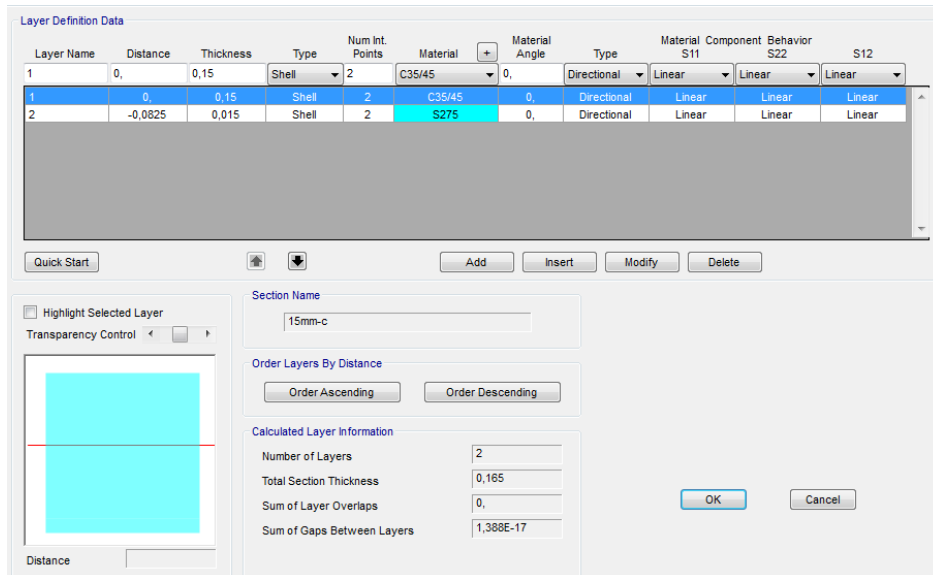 Layer Definition Data
Num Int. Material Material Component Behavior
Layer Name Distance Thickness Type Points Material + Angle Type S11 S22 S12
1 0, 0,15 Shell 2 C35/45 0, Directional Linear Linear Linear
1 0, 0,15 Shell 2 C35/45 0, Directional Linear Linear Linear
2 -0,0825 0,015 Shell 2 S275 0, Directional Linear Linear Linear
Quick Start Add Insert Modify Delete
Highlight Selected Layer
Transparency Control
Distance
Section Name
15mm-c
Order Layers By Distance
Order Ascending Order Descending
Calculated Layer Information
Number of Layers 2
Total Section Thickness 0,165
Sum of Layer Overlaps 0,
Sum of Gaps Between Layers 1,388E-17
OK Cancel